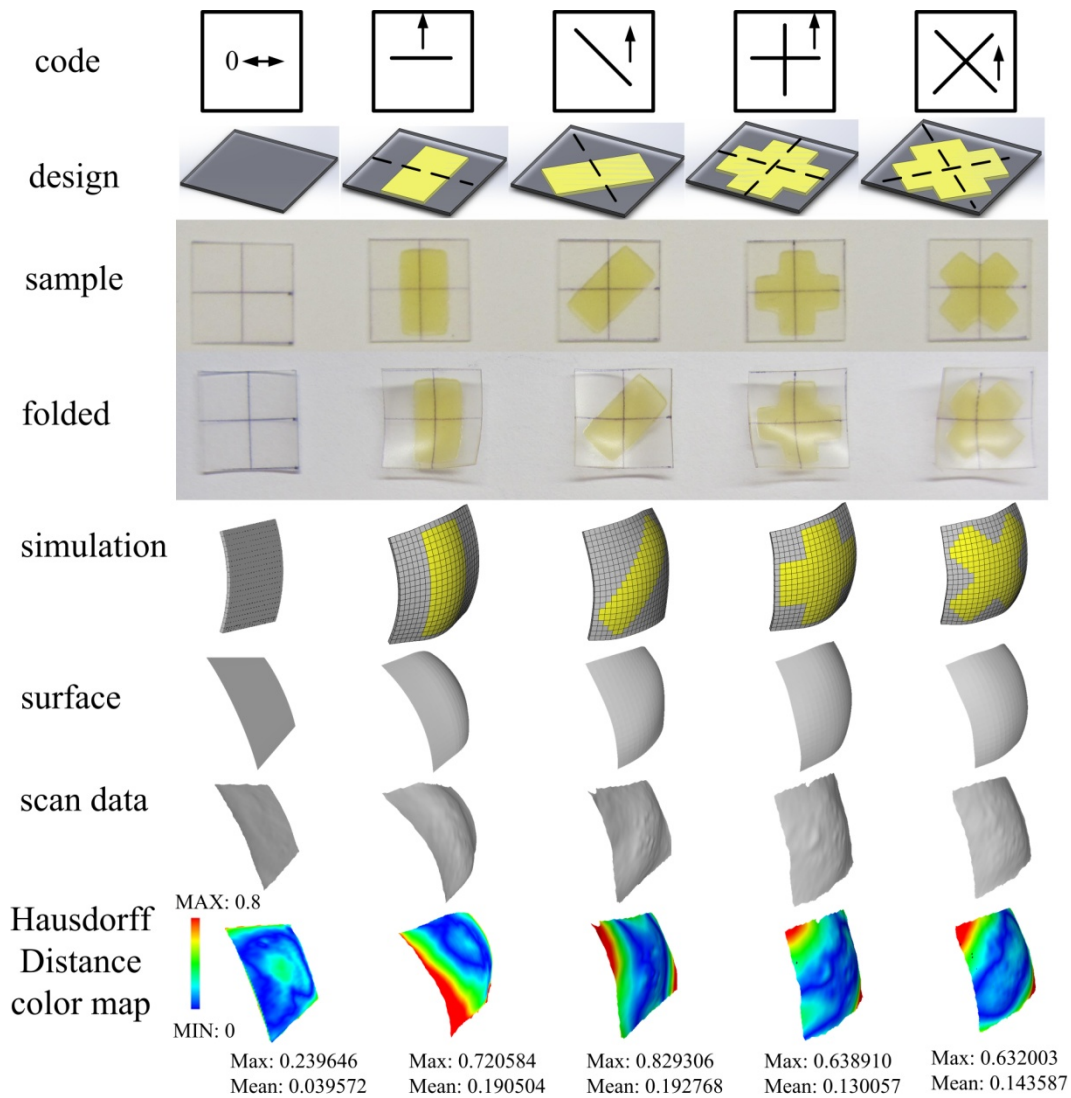 code
0
design
sample
folded
simulation
surface
scan data
MAX: 0.8
Hausdorff
Distance
color map
MIN: 0
Max: 0.239646
Mean: 0.039572
Max: 0.720584
Mean: 0.190504
Max: 0.829306
Mean: 0.192768
Max: 0.638910
Mean: 0.130057
Max: 0.632003
Mean: 0.143587